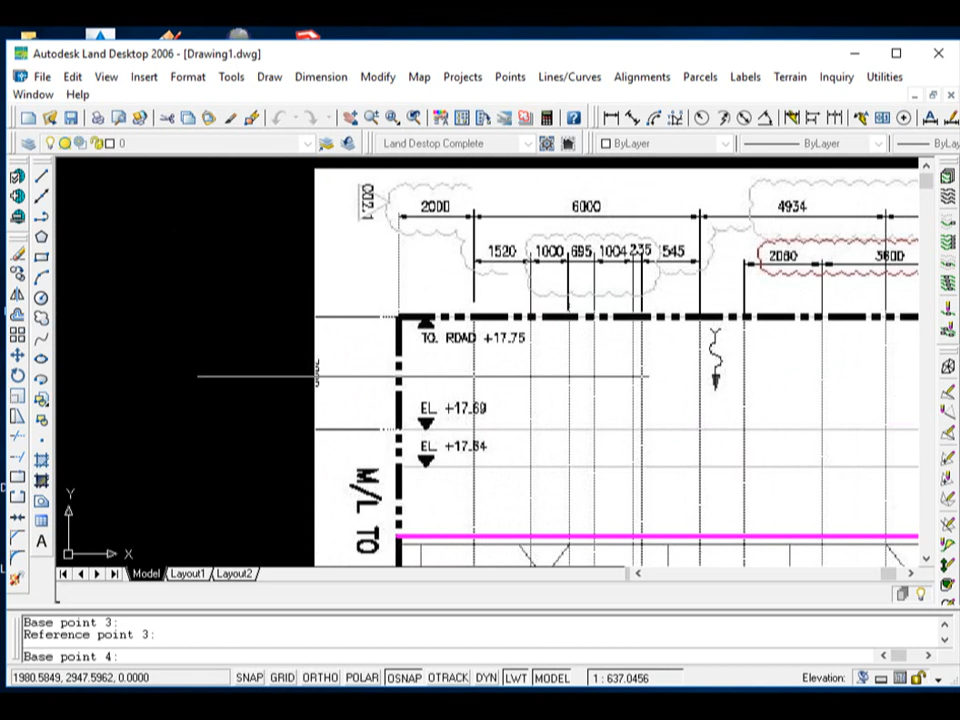 Autodesk Land Desktop 2006 - [Drawing1.dwg]
File Edit View Insert Format Tools Draw Dimension Modify Map Projects Points Lines/Curves Alignments Parcels Labels Terrain Inquiry Utilities
Window Help
0 Land Destop Complete ByLayer ByLayer
002.1
2000 6000 4934
1520 1000 695 1004 235 545 2080 3600
TO. ROAD +17.75
EL +17.69
EL +17.64
M/L TO
Y
X
Model Layout1 Layout2
Base point 3:
Reference point 3:
Base point 4:
1980.5849, 2947.5962, 0.0000 SNAP GRID ORTHO POLAR OSNAP OTRACK DYN LWT MODEL 1 : 637.0456 Elevation: